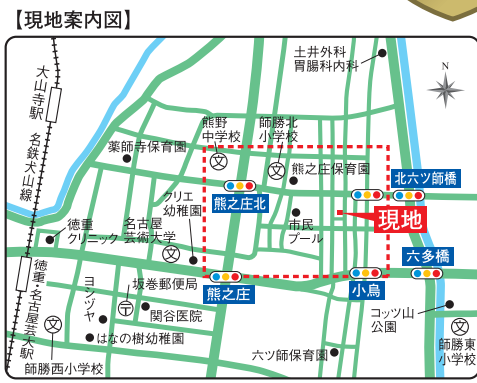 【現地案内図】
土井外科
胃腸科内科
N
大山寺駅
名鉄犬山線
熊野
中学校
文
師勝北
小学校
文
薬師寺保育園
熊之庄保育園
北六ツ師橋
クリエ
幼稚園
熊之庄北
市民
プール
現地
徳重
クリニック
名古屋
芸術大学
文
六多橋
徳重・名古屋芸大駅
熊之庄
小鳥
ヨシヅヤ
坂巻郵便局
〒
関谷医院
コッツ山
公園
文
はなの樹幼稚園
文
師勝西小学校
六ツ師保育園
師勝東
小学校